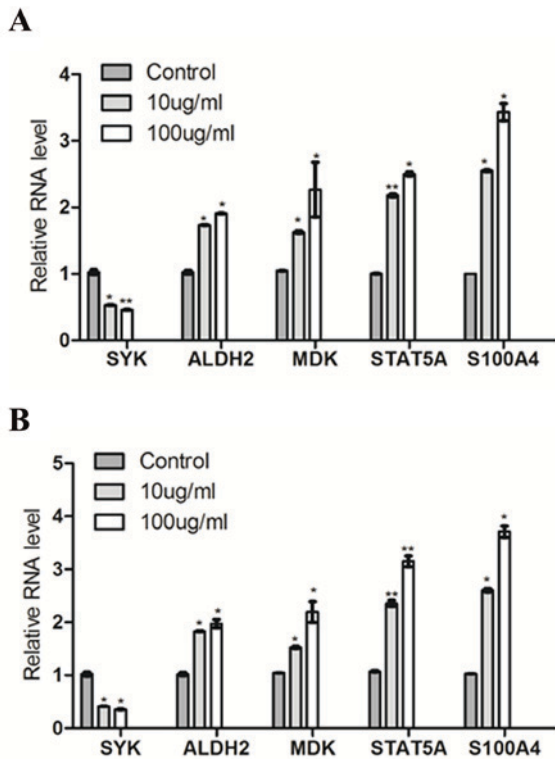 A
Relative RNA level
4
3
2
1
0
Control
10ug/ml
100ug/ml
* **
* *
* *
** *
* *
SYK ALDH2 MDK STAT5A S100A4
B
Relative RNA level
5
4
3
2
1
0
Control
10ug/ml
100ug/ml
* *
* *
* *
** **
* *
SYK ALDH2 MDK STAT5A S100A4